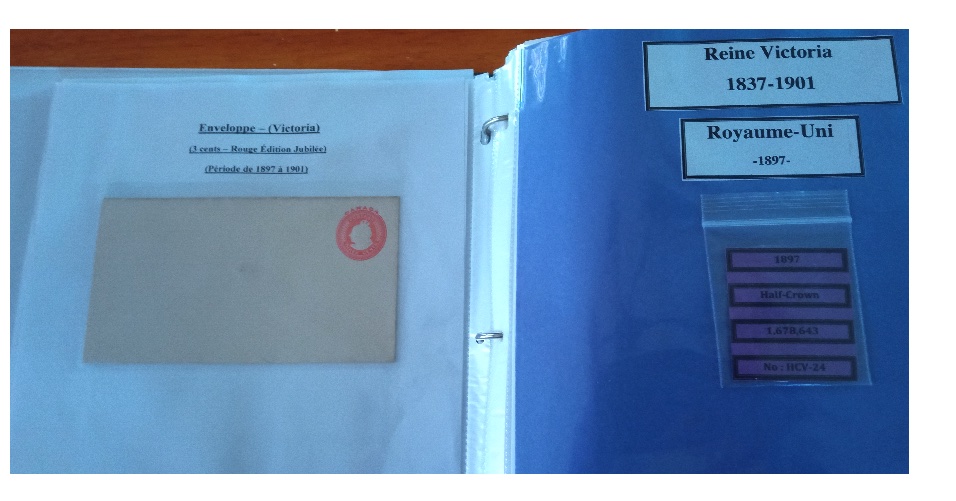 Enveloppe – (Victoria)
(3 cents – Rouge Édition Jubilée)
(Période de 1897 à 1901)
CANADA
Reine Victoria
1837-1901
Royaume-Uni
-1897-
1897
Half-Crown
1,678,643
No : HCV-24